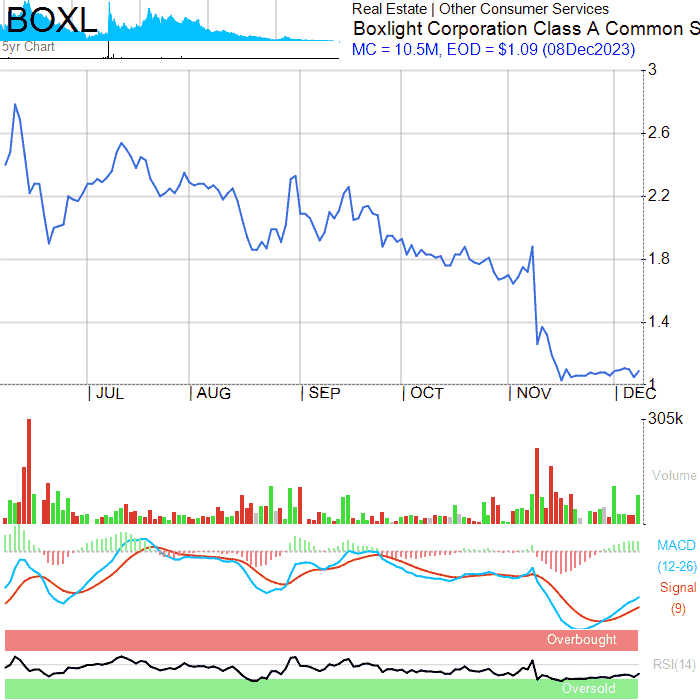 BOXL
5yr Chart
Real Estate | Other Consumer Services
Boxlight Corporation Class A Common S
MC = 10.5M, EOD = $1.09 (08Dec2023)
3
2.6
2.2
1.8
1.4
1
JUL AUG SEP OCT NOV DEC
305k
Volume
MACD
(12-26)
Signal
(9)
Overbought
RSI(14)
Oversold